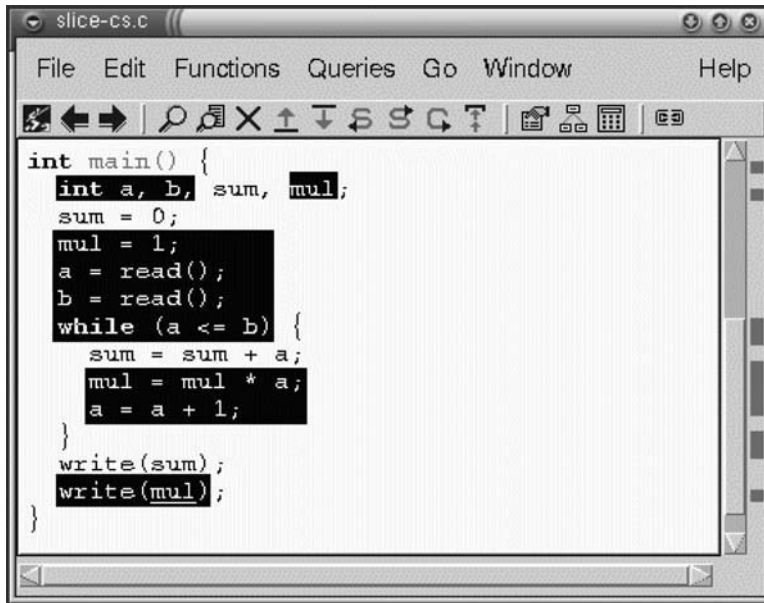 slice-cs.c
File Edit Functions Queries Go Window Help
int main() {
int a, b, sum, mul;
sum = 0;
mul = 1;
a = read();
b = read();
while (a <= b) {
sum = sum + a;
mul = mul * a;
a = a + 1;
}
write(sum);
write(mul);
}